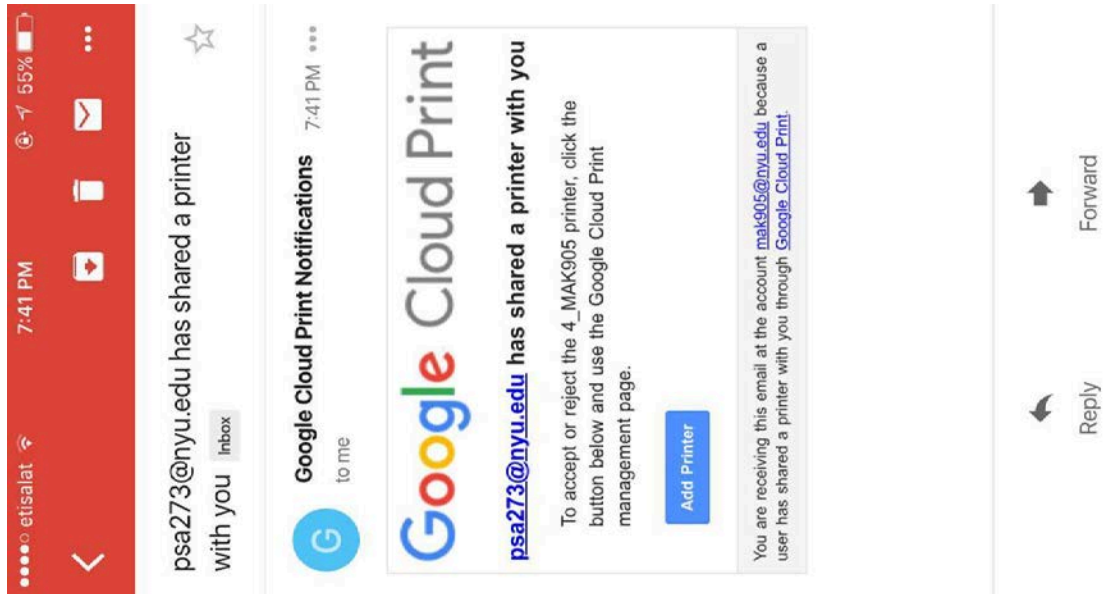 etisalat 7:41 PM 55%
psa273@nyu.edu has shared a printer
with you Inbox
G
Google Cloud Print Notifications 7:41 PM
to me
Google Cloud Print
psa273@nyu.edu has shared a printer with you
To accept or reject the 4_MAK905 printer, click the
button below and use the Google Cloud Print
management page.
Add Printer
You are receiving this email at the account mak905@nyu.edu because a
user has shared a printer with you through Google Cloud Print.
Reply Forward